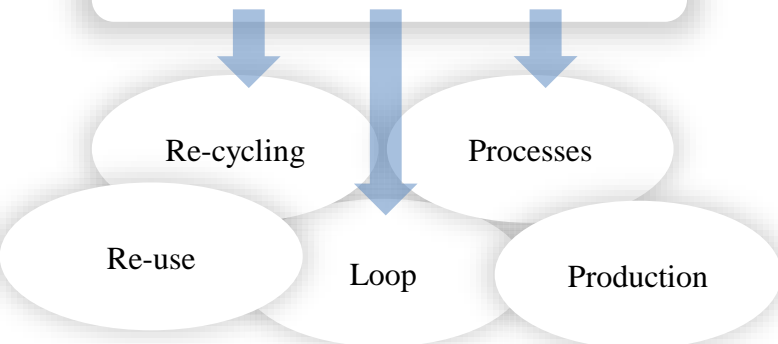 Re-cycling
Processes
Re-use
Loop
Production